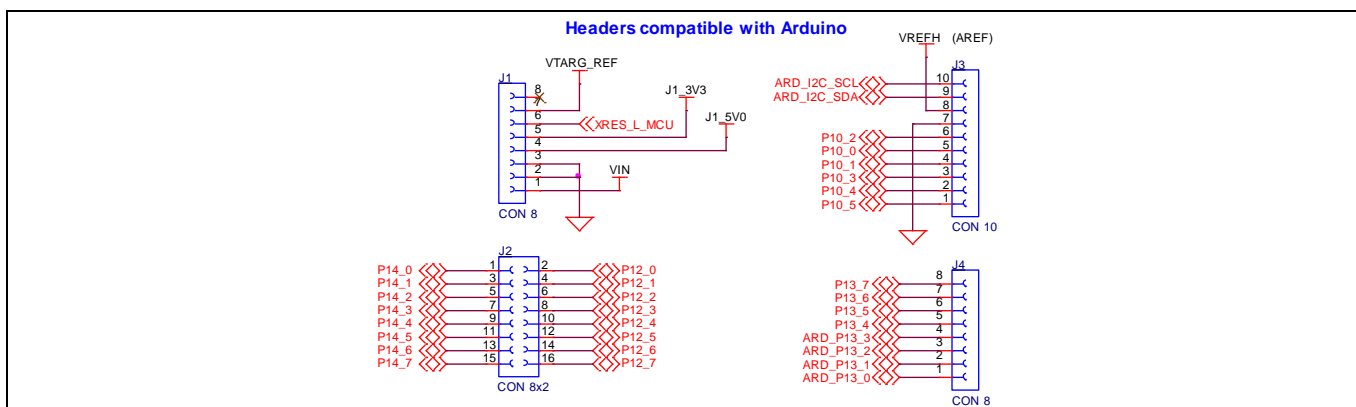 Headers compatible with Arduino
J1
VTARG_REF
8
7
6
XRES_L_MCU
5
J1_3V3
4
J1_5V0
3
2
1
VIN
CON 8
VREFH (AREF)
J3
ARD_I2C_SCL 10
ARD_I2C_SDA 9
8
7
P10_2 6
P10_0 5
P10_1 4
P10_3 3
P10_4 2
P10_5 1
CON 10
J2
P14_0 1 2 P12_0
P14_1 3 4 P12_1
P14_2 5 6 P12_2
P14_3 7 8 P12_3
P14_4 9 10 P12_4
P14_5 11 12 P12_5
P14_6 13 14 P12_6
P14_7 15 16 P12_7
CON 8x2
J4
P13_7 8
P13_6 7
P13_5 6
P13_4 5
ARD_P13_3 4
ARD_P13_2 3
ARD_P13_1 2
ARD_P13_0 1
CON 8